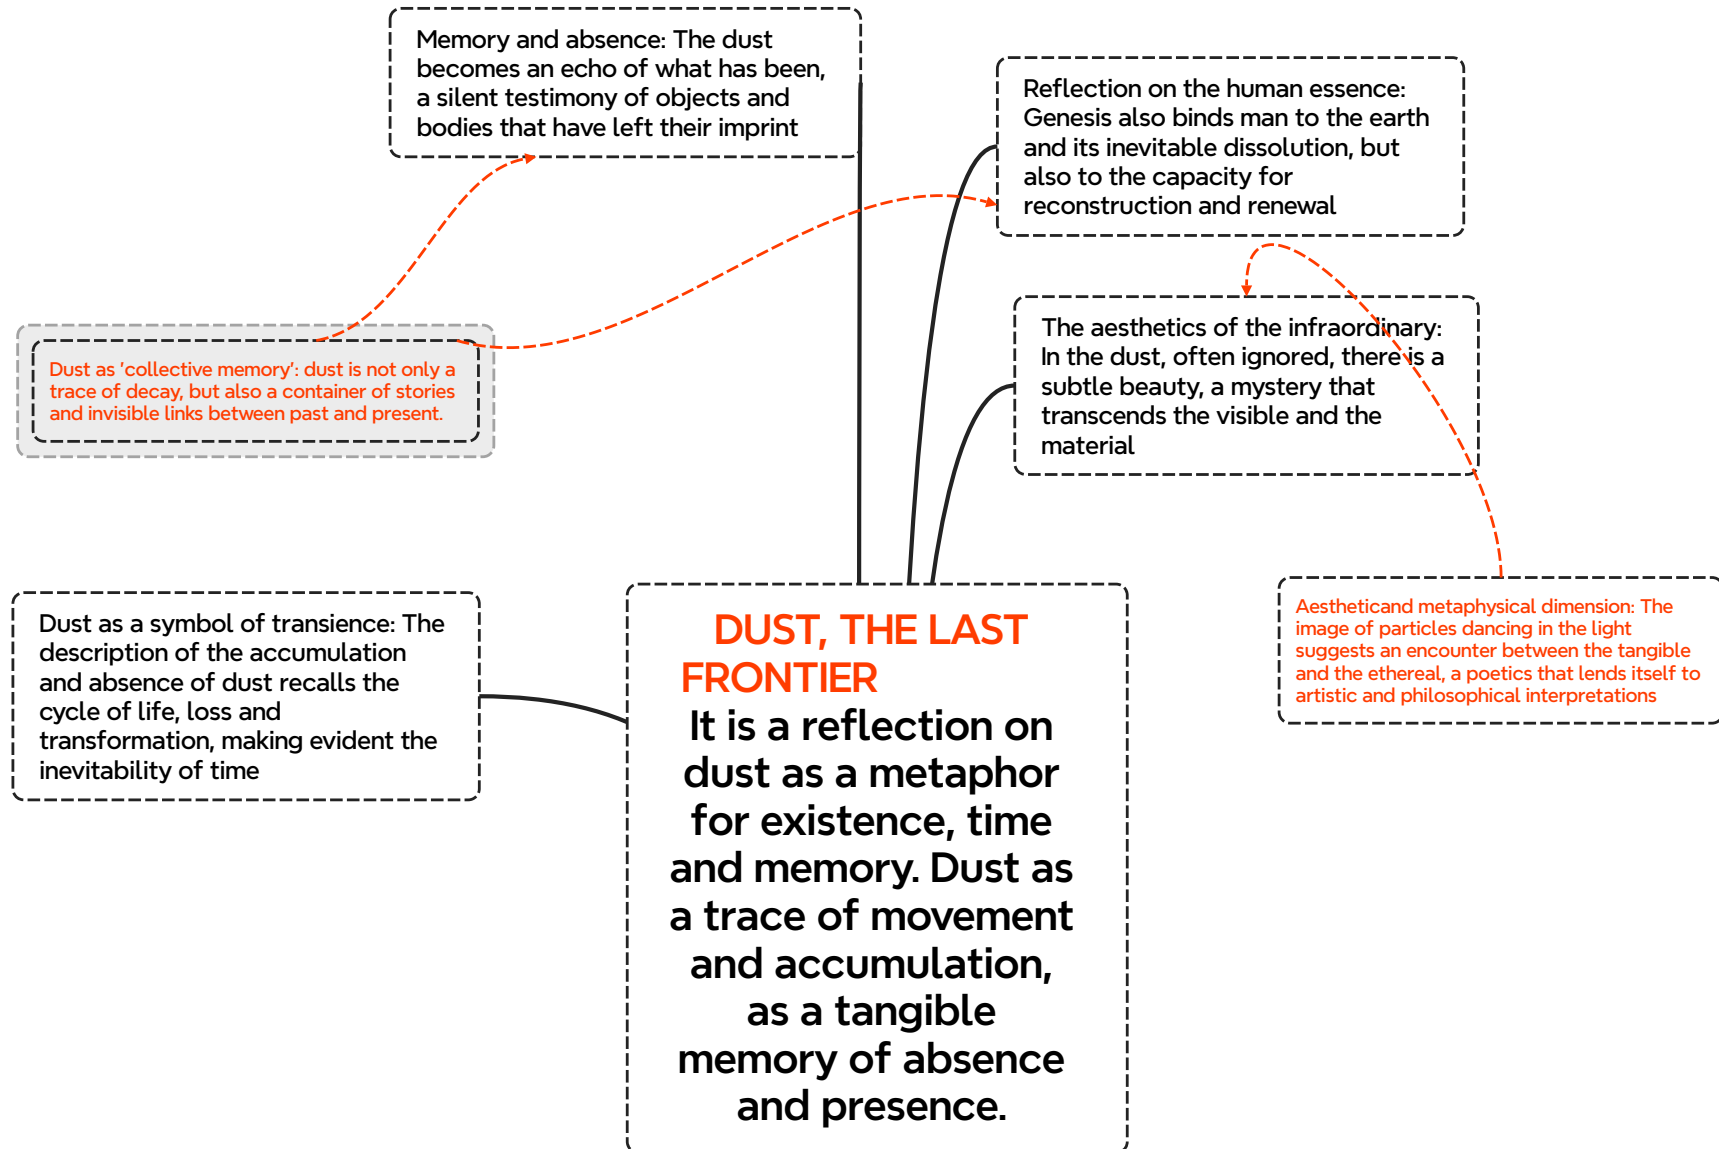 Memory and absence: The dust
becomes an echo of what has been,
a silent testimony of objects and
bodies that have left their imprint
Reflection on the human essence:
Genesis also binds man to the earth
and its inevitable dissolution, but
also to the capacity for
reconstruction and renewal
The aesthetics of the infraordinary:
In the dust, often ignored, there is a
subtle beauty, a mystery that
transcends the visible and the
material
Dust as 'collective memory': dust is not only a
trace of decay, but also a container of stories
and invisible links between past and present.
Dust as a symbol of transience: The
description of the accumulation
and absence of dust recalls the
cycle of life, loss and
transformation, making evident the
inevitability of time
DUST, THE LAST
FRONTIER
It is a reflection on
dust as a metaphor
for existence, time
and memory. Dust as
a trace of movement
and accumulation,
as a tangible
memory of absence
and presence.
Aestheticand metaphysical dimension: The
image of particles dancing in the light
suggests an encounter between the tangible
and the ethereal, a poetics that lends itself to
artistic and philosophical interpretations